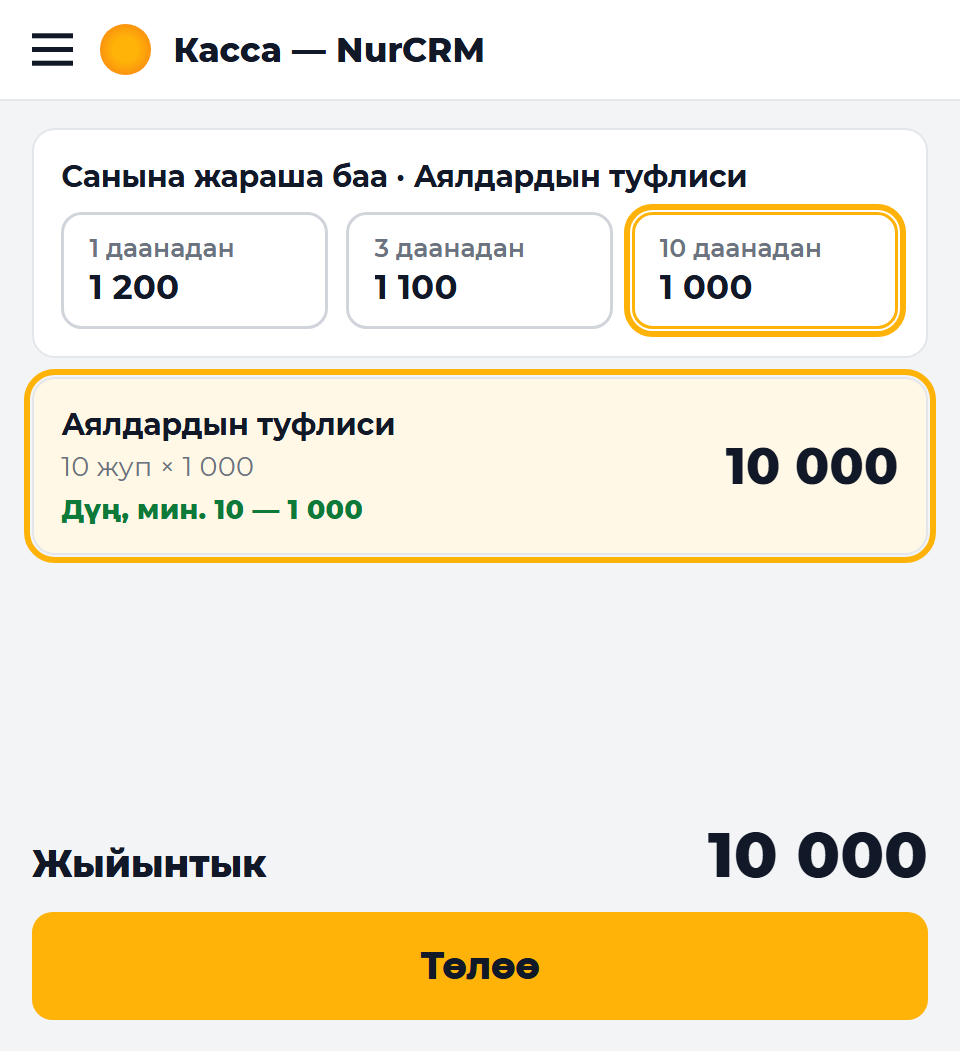 Касса — NurCRM
Санына жараша баа · Аялдардын туфлиси
1 даанадан
1 200
3 даанадан
1 100
10 даанадан
1 000
Аялдардын туфлиси
10 жуп × 1 000
Дүң, мин. 10 — 1 000
10 000
Жыйынтык
10 000
Төлөө